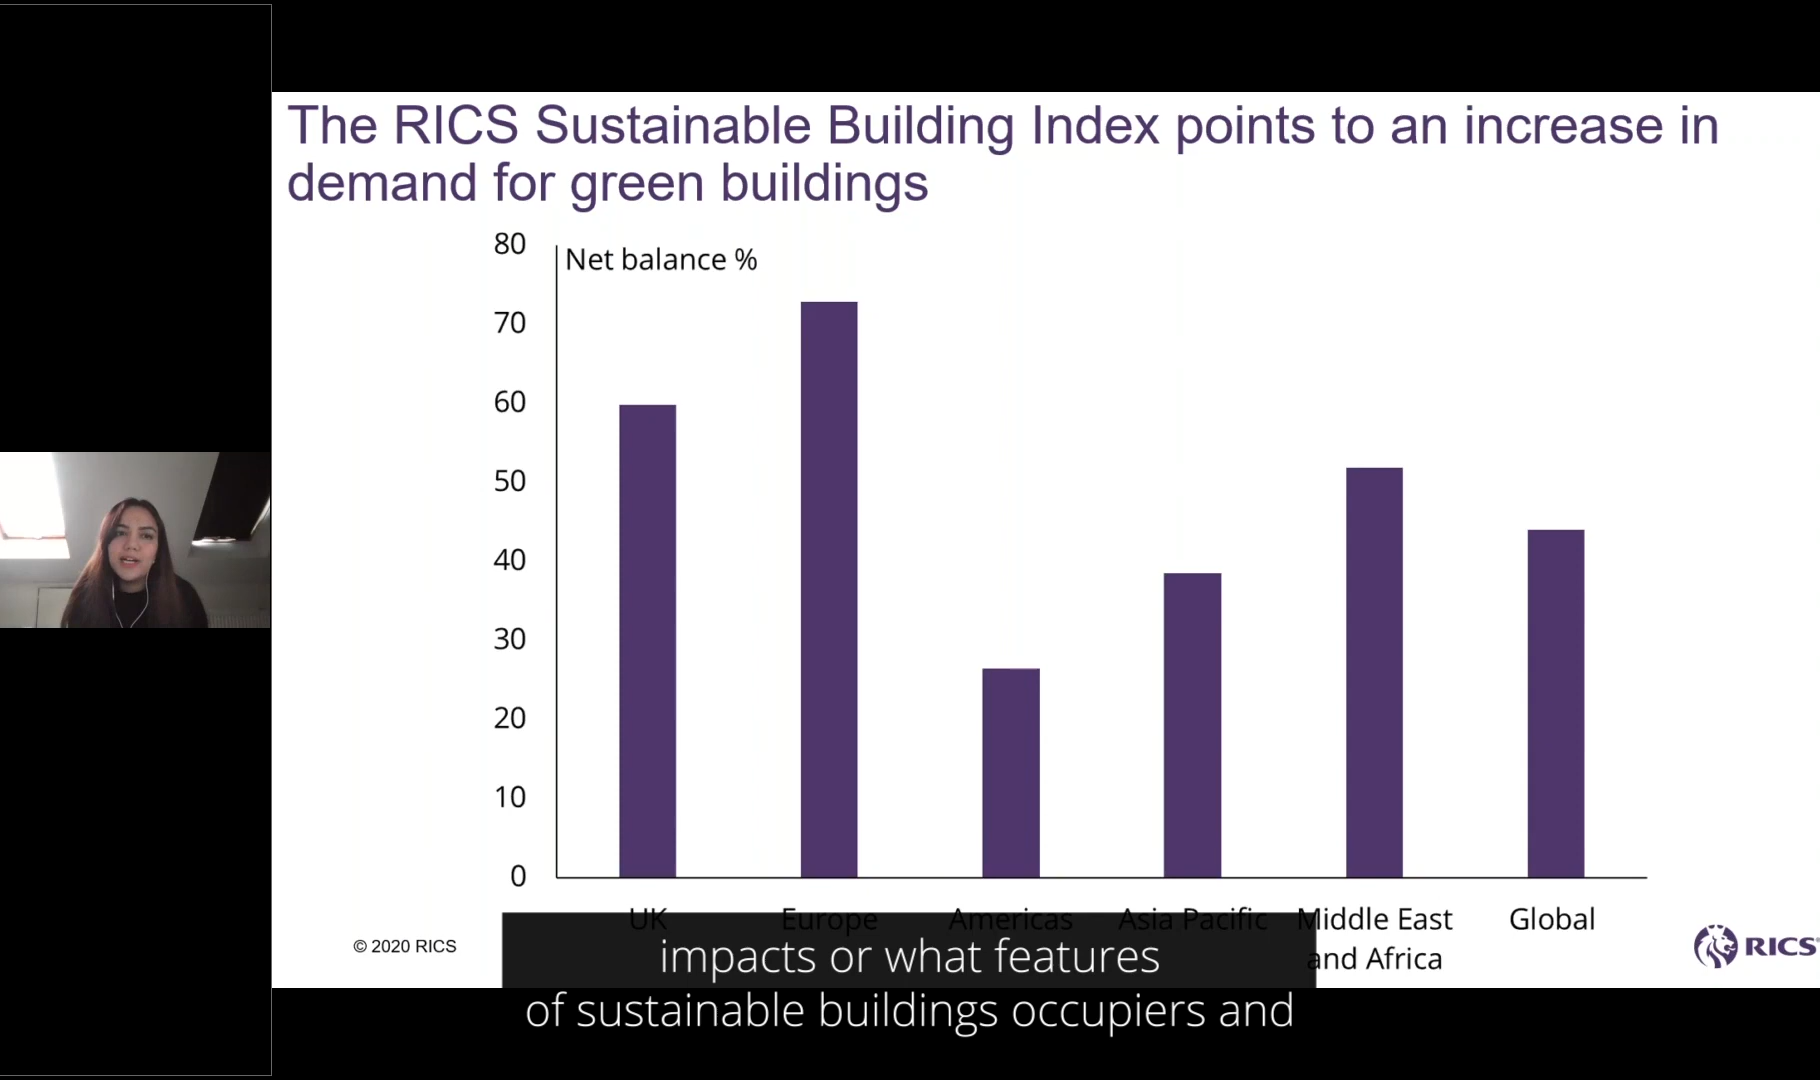 The RICS Sustainable Building Index points to an increase in
demand for green buildings
80
Net balance %
70
60
50
40
30
20
10
0
UK Europe Americas Asia Pacific Middle East Global
and Africa
© 2020 RICS
RICS
impacts or what features
of sustainable buildings occupiers and